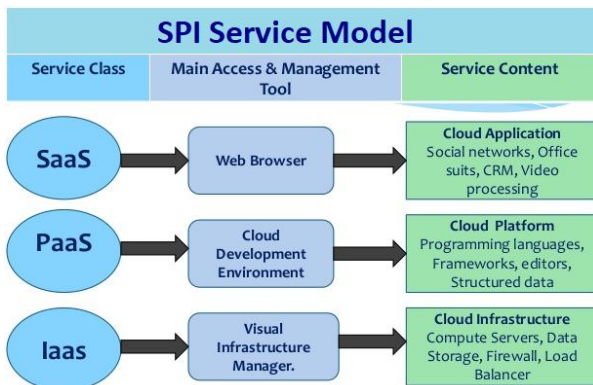 SPI Service Model
Service Class
Main Access & Management
Tool
Service Content
SaaS
Web Browser
Cloud Application
Social networks, Office
suits, CRM, Video
processing
PaaS
Cloud
Development
Environment
Cloud Platform
Programming languages,
Frameworks, editors,
Structured data
Iaas
Visual
Infrastructure
Manager.
Cloud Infrastructure
Compute Servers, Data
Storage, Firewall, Load
Balancer